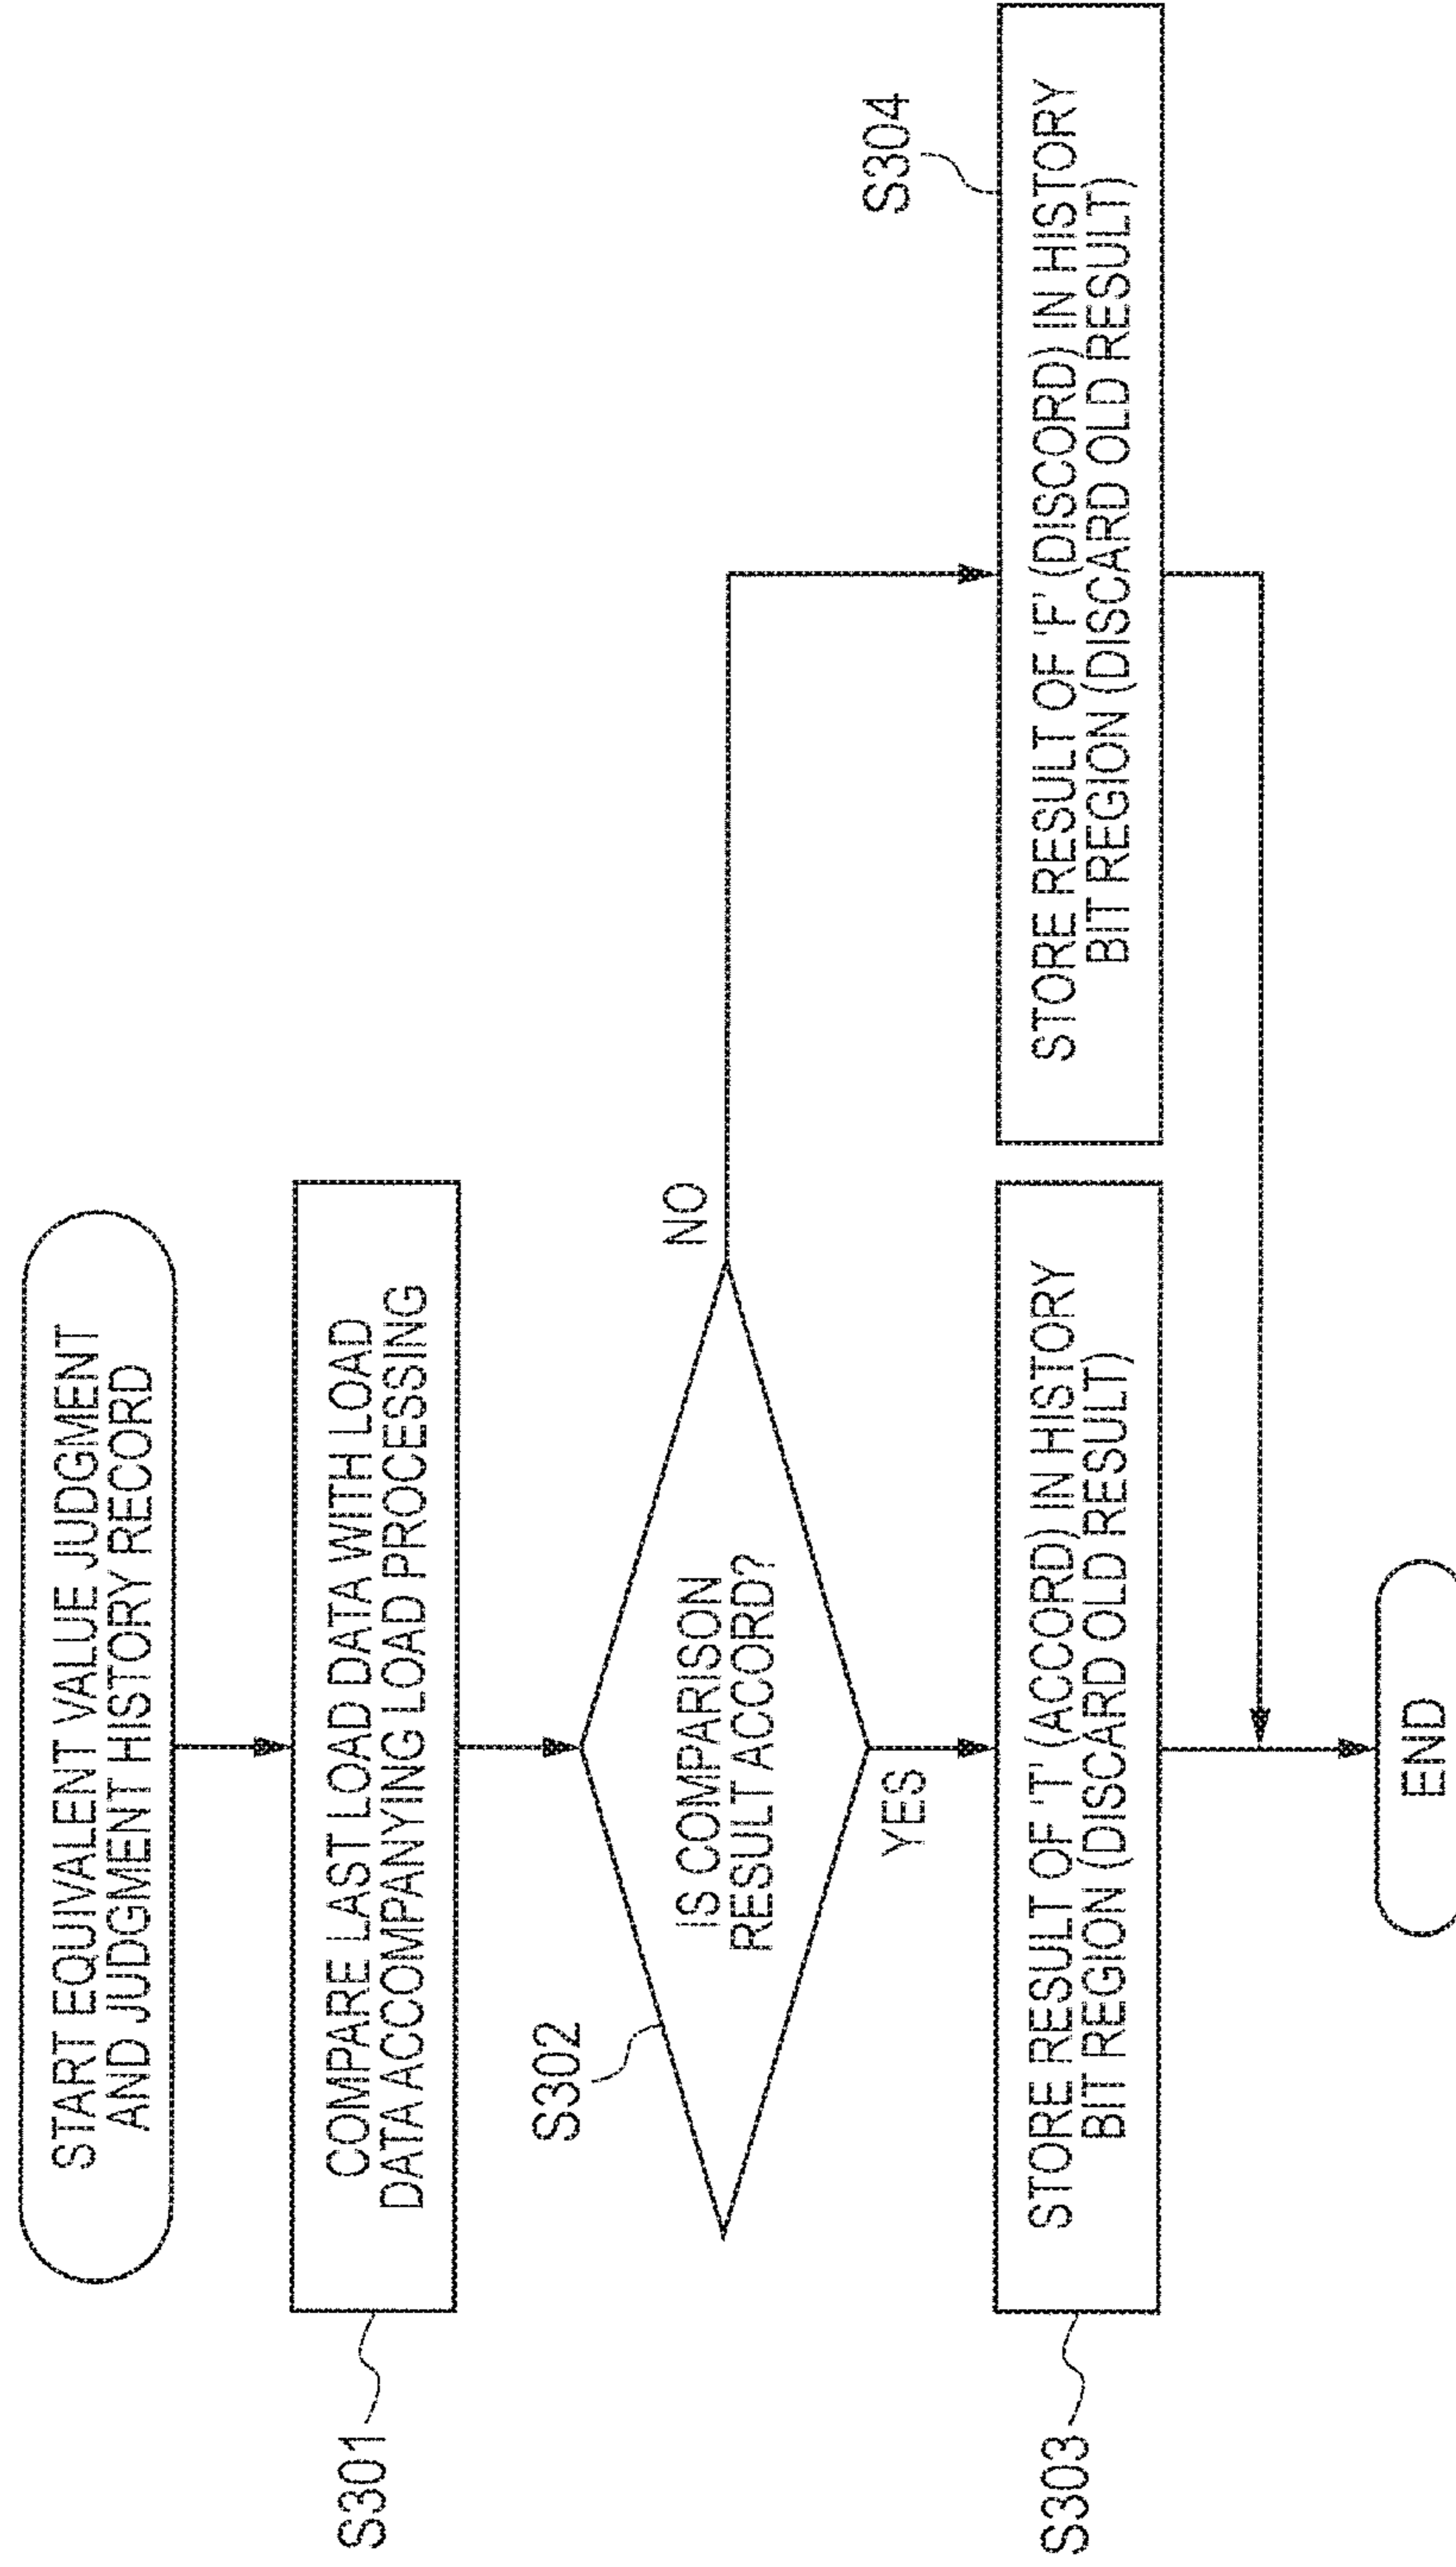 START EQUIVALENT VALUE JUDGMENT
AND JUDGMENT HISTORY RECORD
S301
COMPARE LAST LOAD DATA WITH LOAD
DATA ACCOMPANYING LOAD PROCESSING
S302
IS COMPARISON
RESULT ACCORD?
NO
YES
S303
STORE RESULT OF 'T' (ACCORD) IN HISTORY
BIT REGION (DISCARD OLD RESULT)
S304
STORE RESULT OF 'F' (DISCORD) IN HISTORY
BIT REGION (DISCARD OLD RESULT)
END